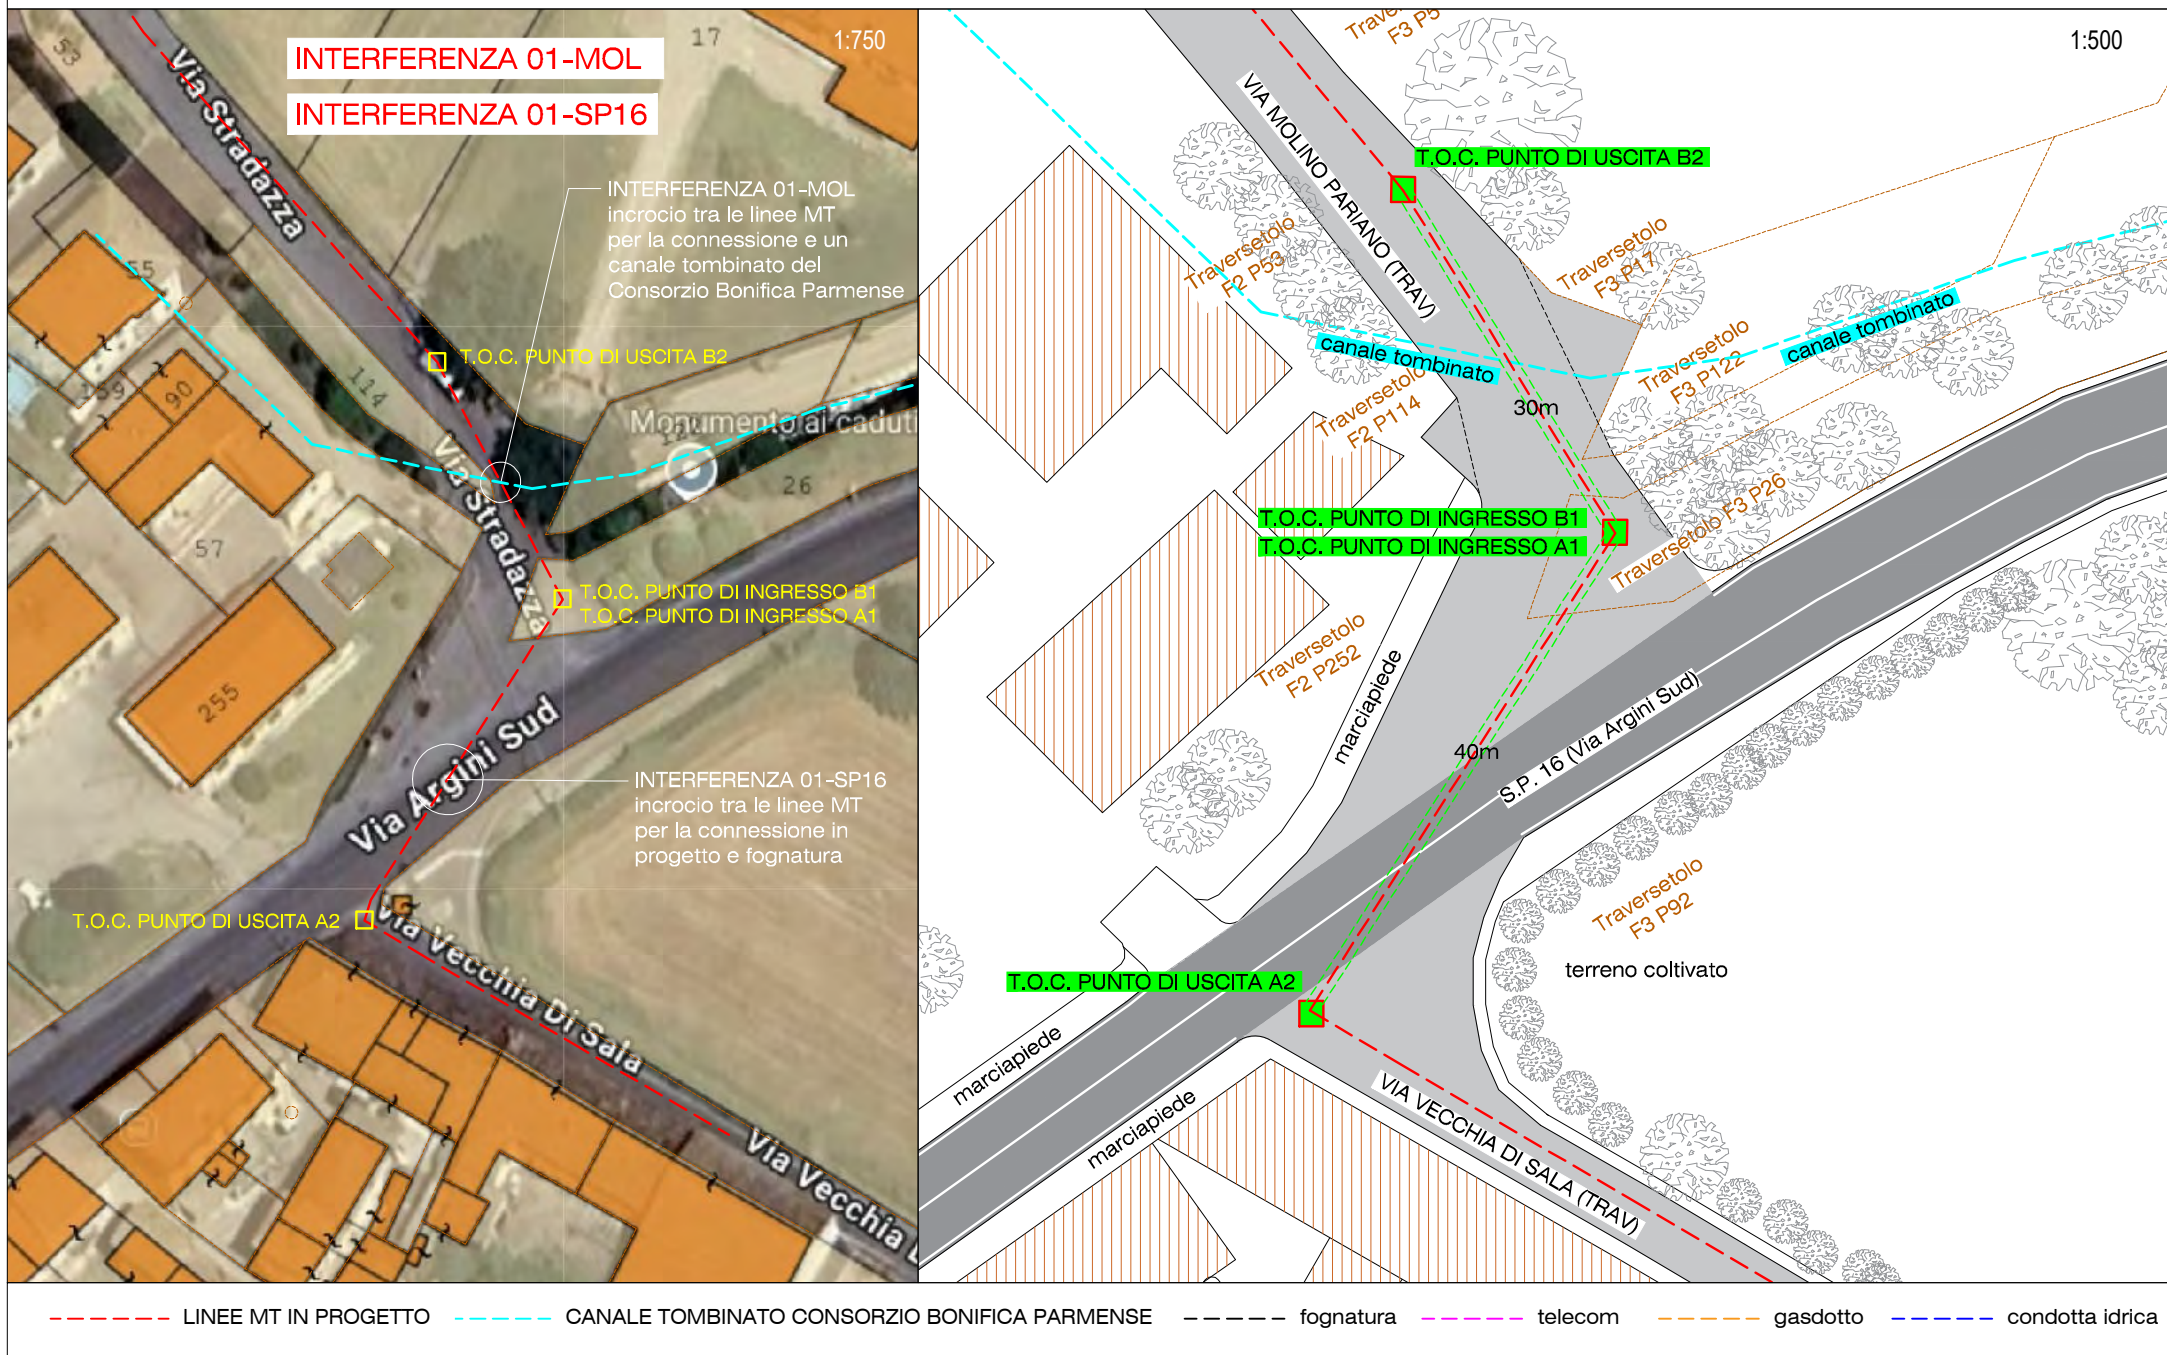 INTERFERENZA 01-MOL
INTERFERENZA 01-SP16
1:750
17
53
Via Stradazza
INTERFERENZA 01-MOL
incrocio tra le linee MT
per la connessione e un
canale tombinato del
Consorzio Bonifica Parmense
55
T.O.C. PUNTO DI USCITA B2
159
90
114
Monumento ai caduti
26
Via Stradazza
57
T.O.C. PUNTO DI INGRESSO B1
T.O.C. PUNTO DI INGRESSO A1
255
Via Argini Sud
INTERFERENZA 01-SP16
incrocio tra le linee MT
per la connessione in
progetto e fognatura
T.O.C. PUNTO DI USCITA A2
Via Vecchia Di Sala
Via Vecchia
1:500
F3 P5
VIA MOLINO PARIANO (TRAV)
T.O.C. PUNTO DI USCITA B2
Traversetolo
F2 P53
Traversetolo
F3 P17
canale tombinato
canale tombinato
Traversetolo
F3 P122
Traversetolo
F2 P114
30m
T.O.C. PUNTO DI INGRESSO B1
T.O.C. PUNTO DI INGRESSO A1
Traversetolo F3 P26
Traversetolo
F2 P252
marciapiede
40m
S.P. 16 (Via Argini Sud)
Traversetolo
F3 P92
terreno coltivato
T.O.C. PUNTO DI USCITA A2
marciapiede
marciapiede
VIA VECCHIA DI SALA (TRAV)
LINEE MT IN PROGETTO
CANALE TOMBINATO CONSORZIO BONIFICA PARMENSE
fognatura
telecom
gasdotto
condotta idrica